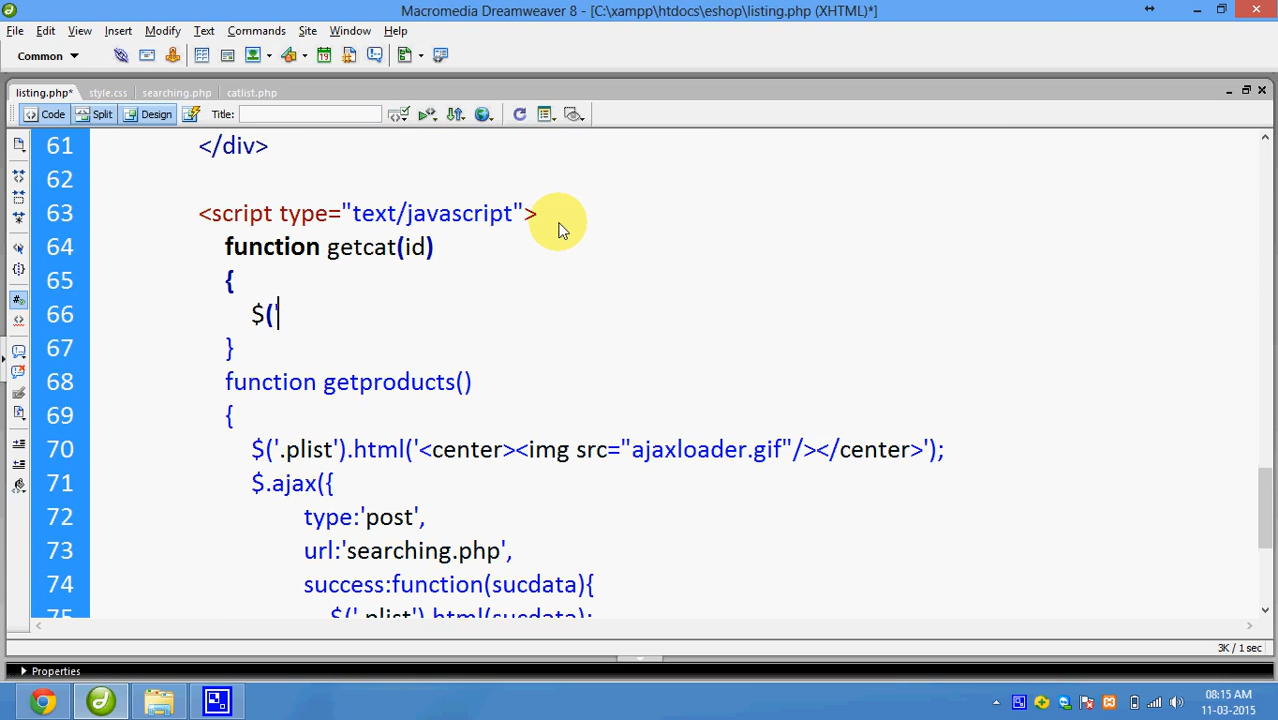 Macromedia Dreamweaver 8 - [C:\xampp\htdocs\eshop\listing.php (XHTML)*]
File Edit View Insert Modify Text Commands Site Window Help
Common
listing.php* style.css searching.php catlist.php
Code Split Design Title:
61 </div>
62
63 <script type="text/javascript">
64 function getcat(id)
65 {
66 $('
67 }
68 function getproducts()
69 {
70 $('.plist').html('<center><img src="ajaxloader.gif"/></center>');
71 $.ajax({
72 type:'post',
73 url:'searching.php',
74 success:function(sucdata){
75 $('.plist').html(sucdata);
3K / 1 sec
Properties
08:15 AM
11-03-2015